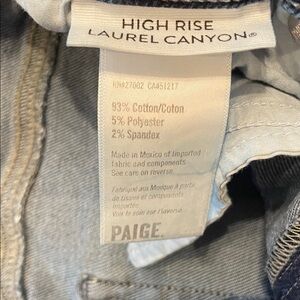 HIGH RISE
LAUREL CANYON®
RN#27002 CA#51217
93% Cotton/Coton
5% Polyester
2% Spandex
Made in Mexico of imported
fabric and components
See care on reverse.
Fabriqué aux Mexique à partir
de tissus et composants
importés
Voir le soin sur l'inverse.
PAIGE.